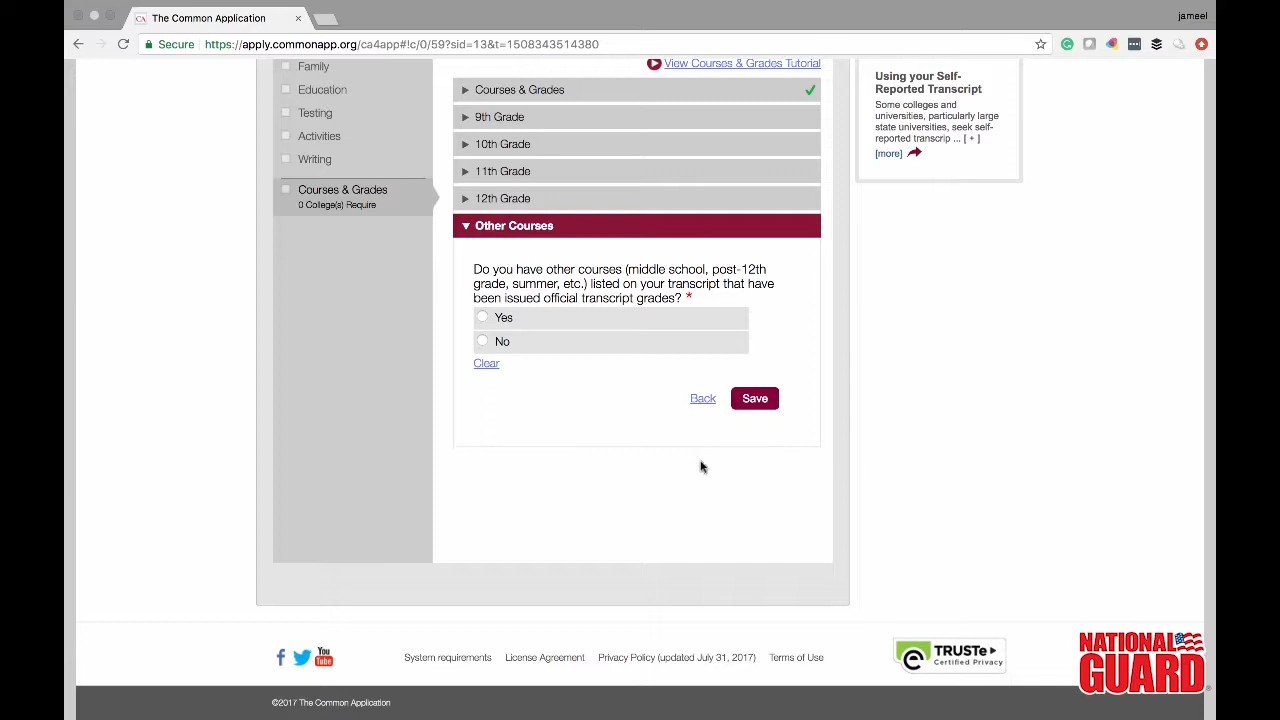 The Common Application
jameel
Secure
https://apply.commonapp.org/ca4app#!c/0/59?sid=13&t=1508343514380
Family
Education
Testing
Activities
Writing
Courses & Grades
0 College(s) Require
View Courses & Grades Tutorial
Courses & Grades
9th Grade
10th Grade
11th Grade
12th Grade
Other Courses
Do you have other courses (middle school, post-12th
grade, summer, etc.) listed on your transcript that have
been issued official transcript grades? *
Yes
No
Clear
Back Save
Using your Self-
Reported Transcript
Some colleges and
universities, particularly large
state universities, seek self-
reported transcrip ... [ + ]
[more]
You
Tube
System requirements License Agreement Privacy Policy (updated July 31, 2017) Terms of Use
TRUSTe
Certified Privacy
NATIONAL
GUARD
©2017 The Common Application